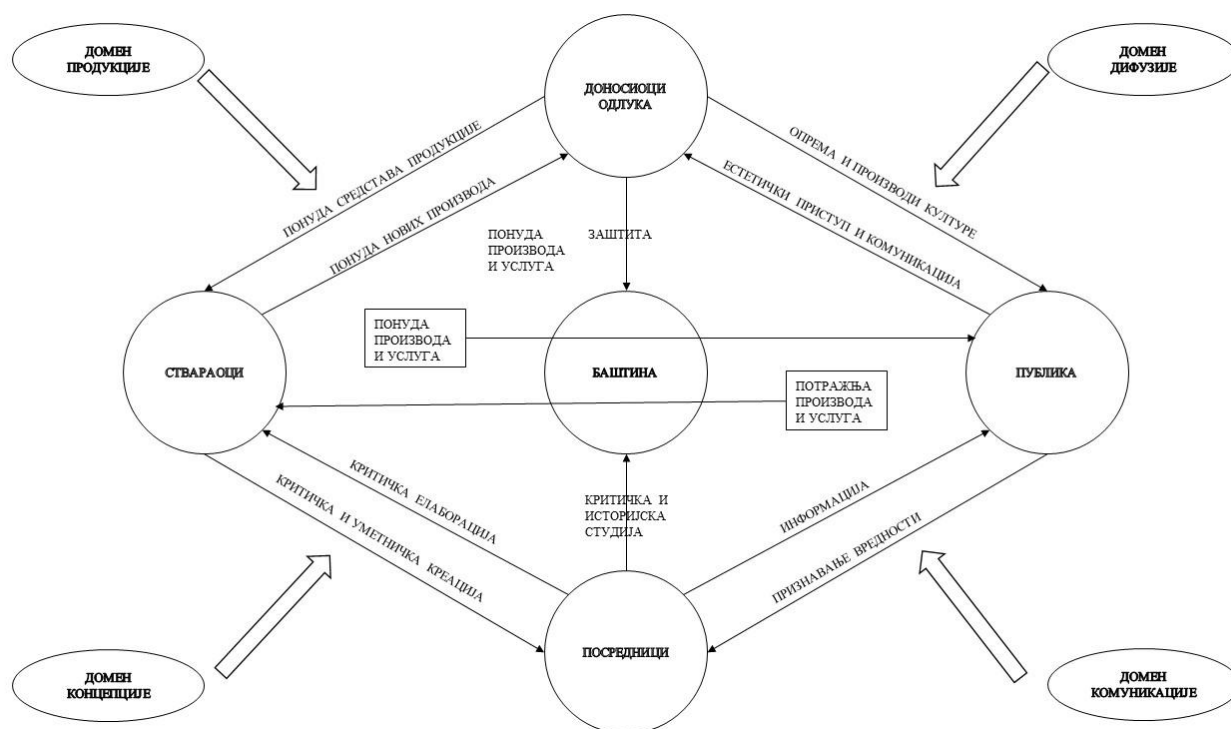 ДОМЕН
ПРОДУКЦИЈЕ
ДОНОСИОЦИ
ОДЛУКА
ДОМЕН
ДИФУЗИЈЕ
ПОНУДА СРЕДСТАВА ПРОДУКЦИЈЕ
ПОНУДА НОВИХ ПРОИЗВОДА
ОПРЕМА И ПРОИЗВОДИ КУЛТУРЕ
ЕСТЕТИЧКИ ПРИСТУП И КОМУНИКАЦИЈА
ПОНУДА
ПРОИЗВОДА
И УСЛУГА
ЗАШТИТА
ПОНУДА
ПРОИЗВОДА
И УСЛУГА
СТВАРАОЦИ
БАШТИНА
ПУБЛИКА
ПОТРАЖЊА
ПРОИЗВОДА
И УСЛУГА
КРИТИЧКА ЕЛАБОРАЦИЈА
КРИТИЧКА И УМЕТНИЧКА КРЕАЦИЈА
КРИТИЧКА И
ИСТОРИЈСКА
СТУДИЈА
ИНФОРМАЦИЈА
ПРИЗНАВАЊЕ ВРЕДНОСТИ
ДОМЕН
КОНЦЕПЦИЈЕ
ПОСРЕДНИЦИ
ДОМЕН
КОМУНИКАЦИЈЕ